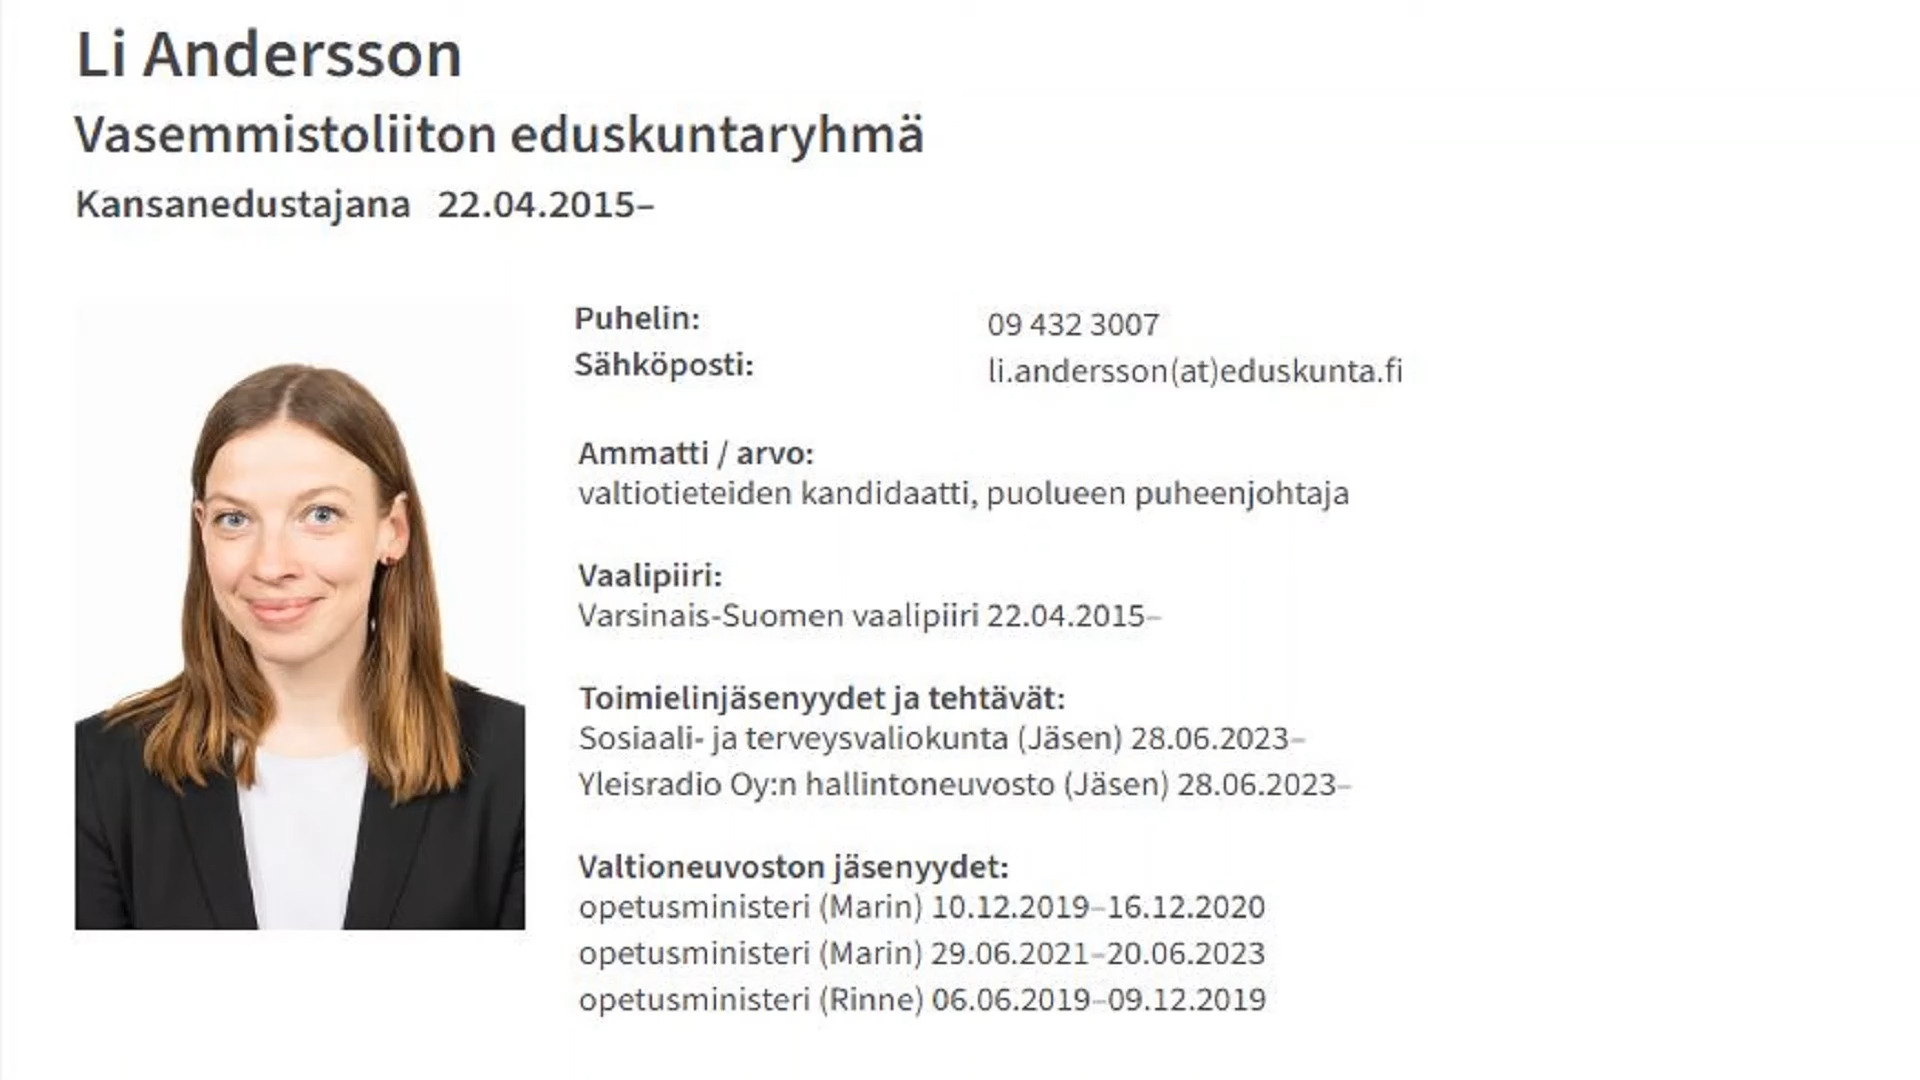 Li Andersson
Vasemmistoliiton eduskuntaryhmä
Kansanedustajana 22.04.2015–
Puhelin: 09 432 3007
Sähköposti: li.andersson(at)eduskunta.fi
Ammatti / arvo:
valtiotieteiden kandidaatti, puolueen puheenjohtaja
Vaalipiiri:
Varsinais-Suomen vaalipiiri 22.04.2015–
Toimielinjäsenyydet ja tehtävät:
Sosiaali- ja terveysvaliokunta (Jäsen) 28.06.2023–
Yleisradio Oy:n hallintoneuvosto (Jäsen) 28.06.2023–
Valtioneuvoston jäsenyydet:
opetusministeri (Marin) 10.12.2019–16.12.2020
opetusministeri (Marin) 29.06.2021–20.06.2023
opetusministeri (Rinne) 06.06.2019–09.12.2019